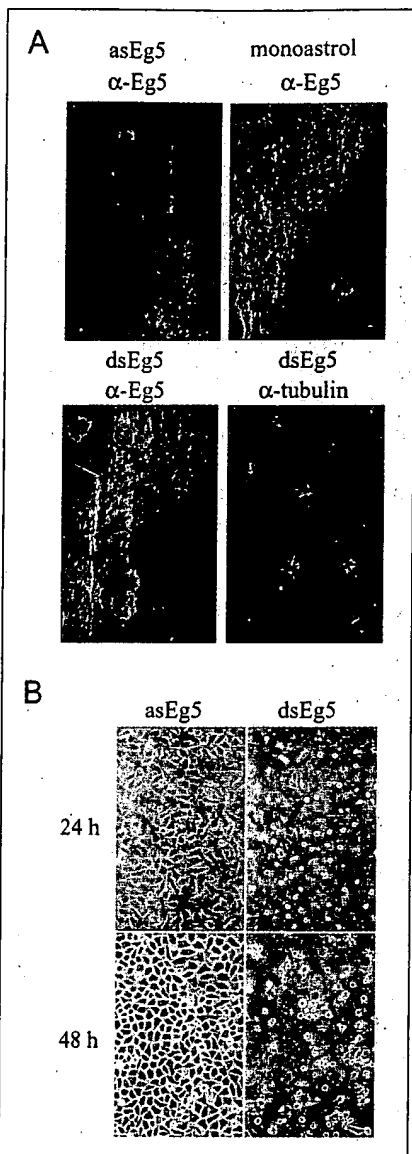 A
asEg5 monoastrol
α-Eg5 α-Eg5
dsEg5 dsEg5
α-Eg5 α-tubulin
B
asEg5 dsEg5
24 h
48 h